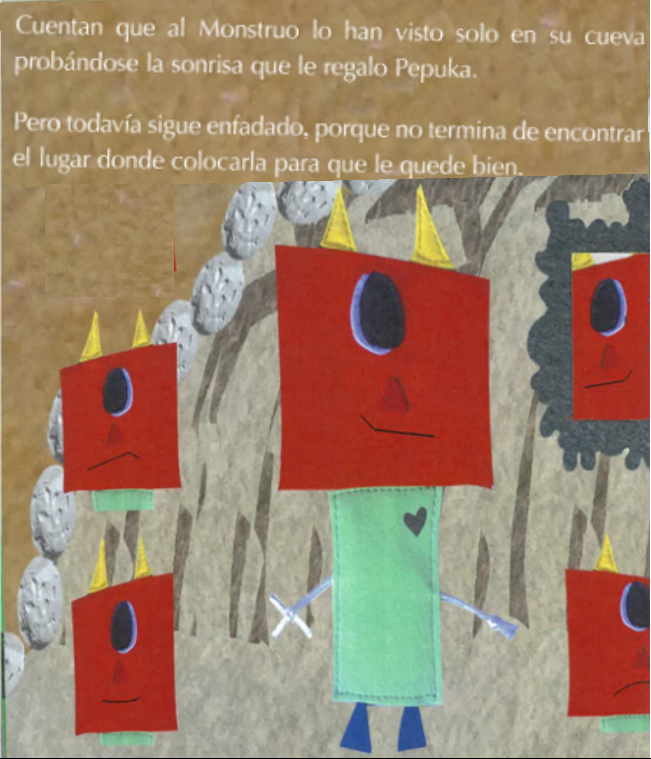 Cuentan que al Monstruo lo han visto solo en su cueva
probándose la sonrisa que le regalo Pepuka.
Pero todavía sigue enfadado, porque no termina de encontrar
el lugar donde colocarla para que le quede bien.